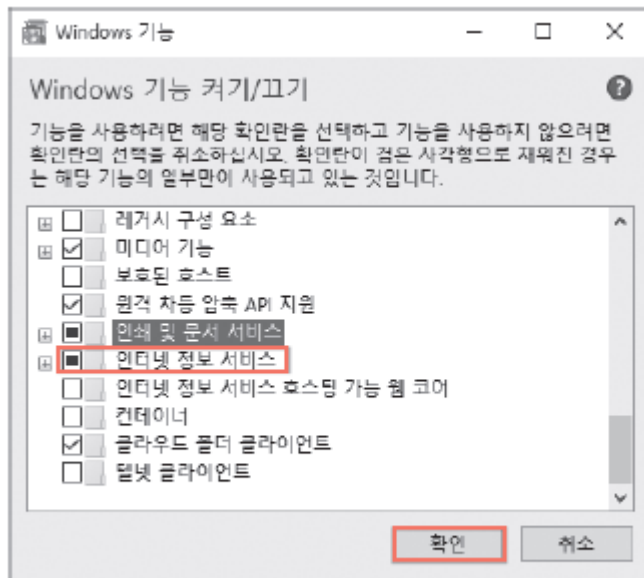 Windows 기능
Windows 기능 켜기/끄기
기능을 사용하려면 해당 확인란을 선택하고 기능을 사용하지 않으려면
확인란의 선택을 취소하십시오. 확인란이 검은 사각형으로 채워진 경우
는 해당 기능의 일부만이 사용되고 있는 것입니다.
레거시 구성 요소
미디어 기능
보호된 호스트
원격 차등 압축 API 지원
인쇄 및 문서 서비스
인터넷 정보 서비스
인터넷 정보 서비스 호스팅 가능 웹 코어
컨테이너
클라우드 폴더 클라이언트
텔넷 클라이언트
확인 취소